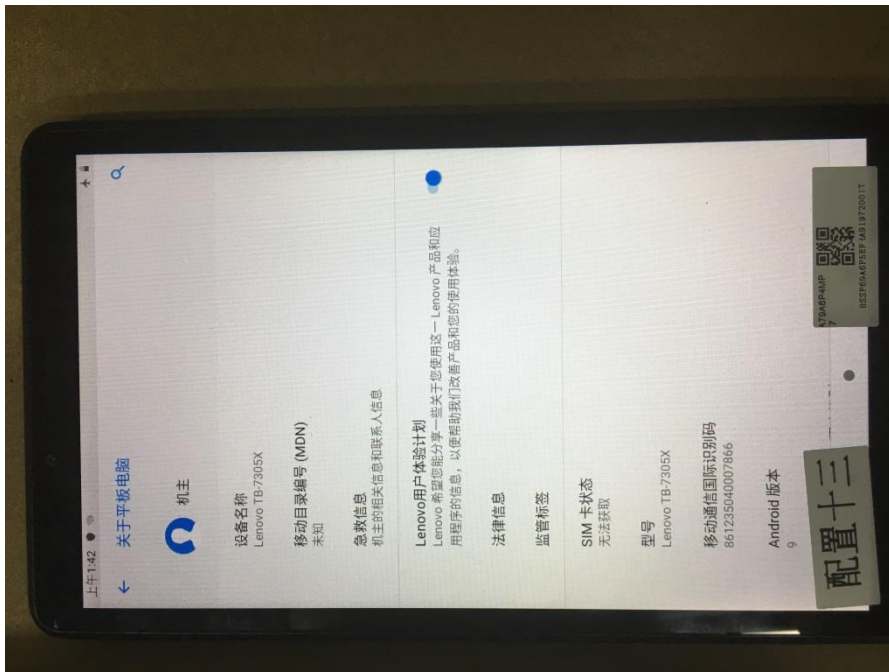 上午1:42
关于平板电脑
机主
设备名称
Lenovo TB-7305X
移动目录编号 (MDN)
未知
急救信息
机主的相关信息和联系人信息
Lenovo用户体验计划
Lenovo 希望您能分享一些关于您使用这一 Lenovo 产品和应
用程序的信息，以便帮助我们改善产品和您的使用体验。
法律信息
监管标签
SIM 卡状态
无法获取
型号
Lenovo TB-7305X
移动通信国际识别码
861235040007866
Android 版本
9
配置十三
A79A6P4MP
7
8SSP69A6P5EF1A919720017